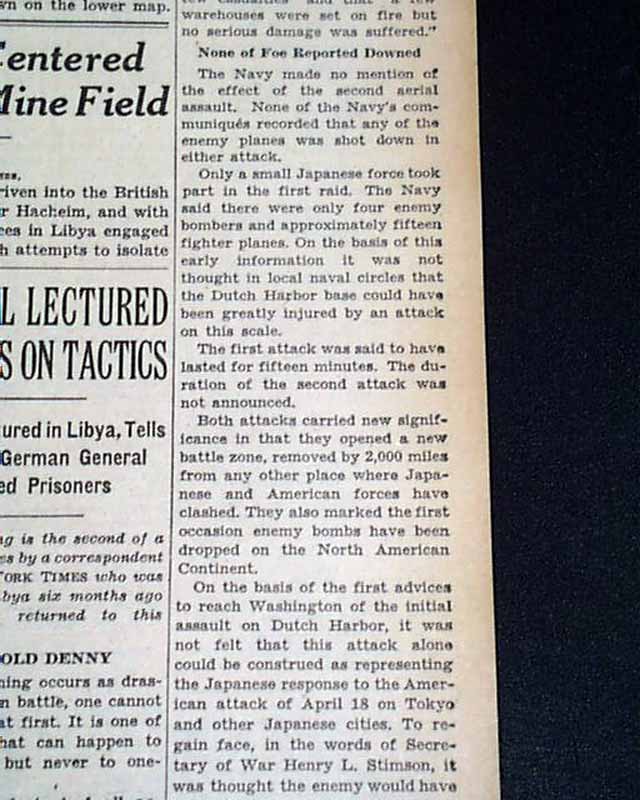 wn on the lower map.
entered
Mine Field
riven into the British
r Hacheim, and with
ces in Libya engaged
h attempts to isolate
L LECTURED
S ON TACTICS
tured in Libya, Tells
German General
ed Prisoners
ng is the second of a
es by a correspondent
YORK TIMES who was
bya six months ago
returned to this
OLD DENNY
ning occurs as dras-
n battle, one cannot
at first. It is one of
hat can happen to
but never to one-
warehouses were set on fire but
no serious damage was suffered."
None of Foe Reported Downed
The Navy made no mention of
the effect of the second aerial
assault. None of the Navy's com-
muniqués recorded that any of the
enemy planes was shot down in
either attack.
Only a small Japanese force took
part in the first raid. The Navy
said there were only four enemy
bombers and approximately fifteen
fighter planes. On the basis of this
early information it was not
thought in local naval circles that
the Dutch Harbor base could have
been greatly injured by an attack
on this scale.
The first attack was said to have
lasted for fifteen minutes. The du-
ration of the second attack was
not announced.
Both attacks carried new signif-
icance in that they opened a new
battle zone, removed by 2,000 miles
from any other place where Japa-
nese and American forces have
clashed. They also marked the first
occasion enemy bombs have been
dropped on the North American
Continent.
On the basis of the first advices
to reach Washington of the initial
assault on Dutch Harbor, it was
not felt that this attack alone
could be construed as representing
the Japanese response to the Amer-
ican attack of April 18 on Tokyo
and other Japanese cities. To re-
gain face, in the words of Secre-
tary of War Henry L. Stimson, it
was thought the enemy would have